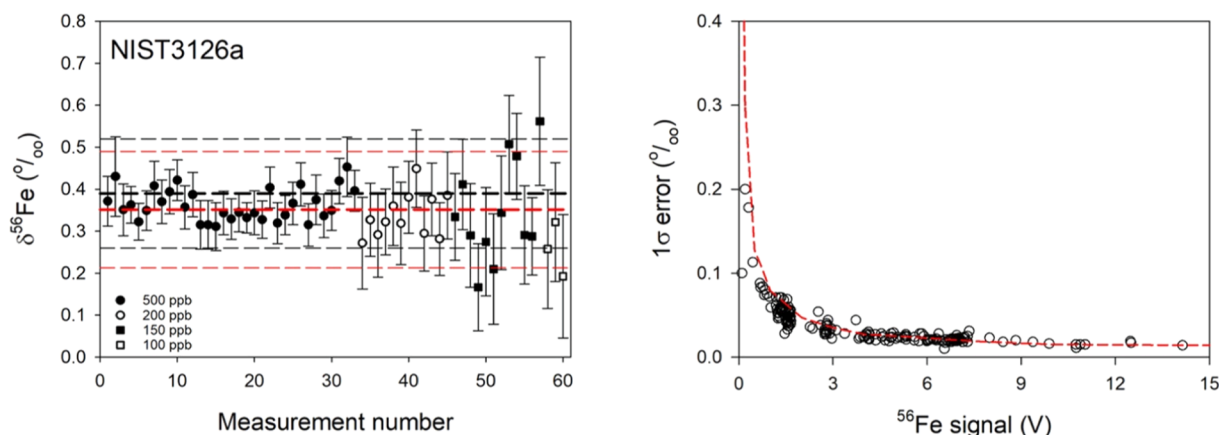 NIST3126a
δ56Fe (o/oo)
0.8
0.7
0.6
0.5
0.4
0.3
0.2
0.1
0.0
500 ppb
200 ppb
150 ppb
100 ppb
0 10 20 30 40 50 60
Measurement number
1σ error (o/oo)
0.4
0.3
0.2
0.1
0.0
0 3 6 9 12 15
56Fe signal (V)